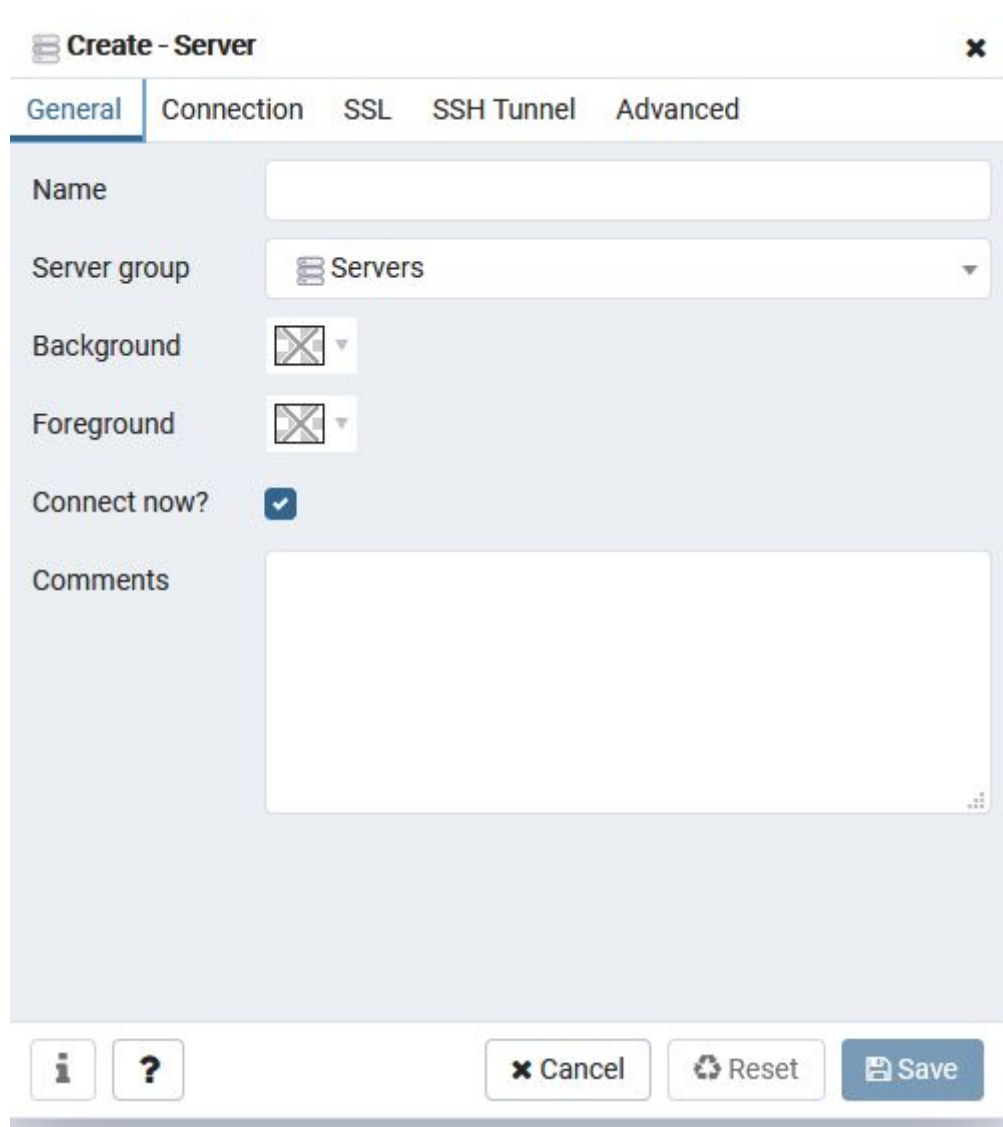 Create - Server
General Connection SSL SSH Tunnel Advanced
Name
Server group Servers
Background
Foreground
Connect now?
Comments
i ? Cancel Reset Save